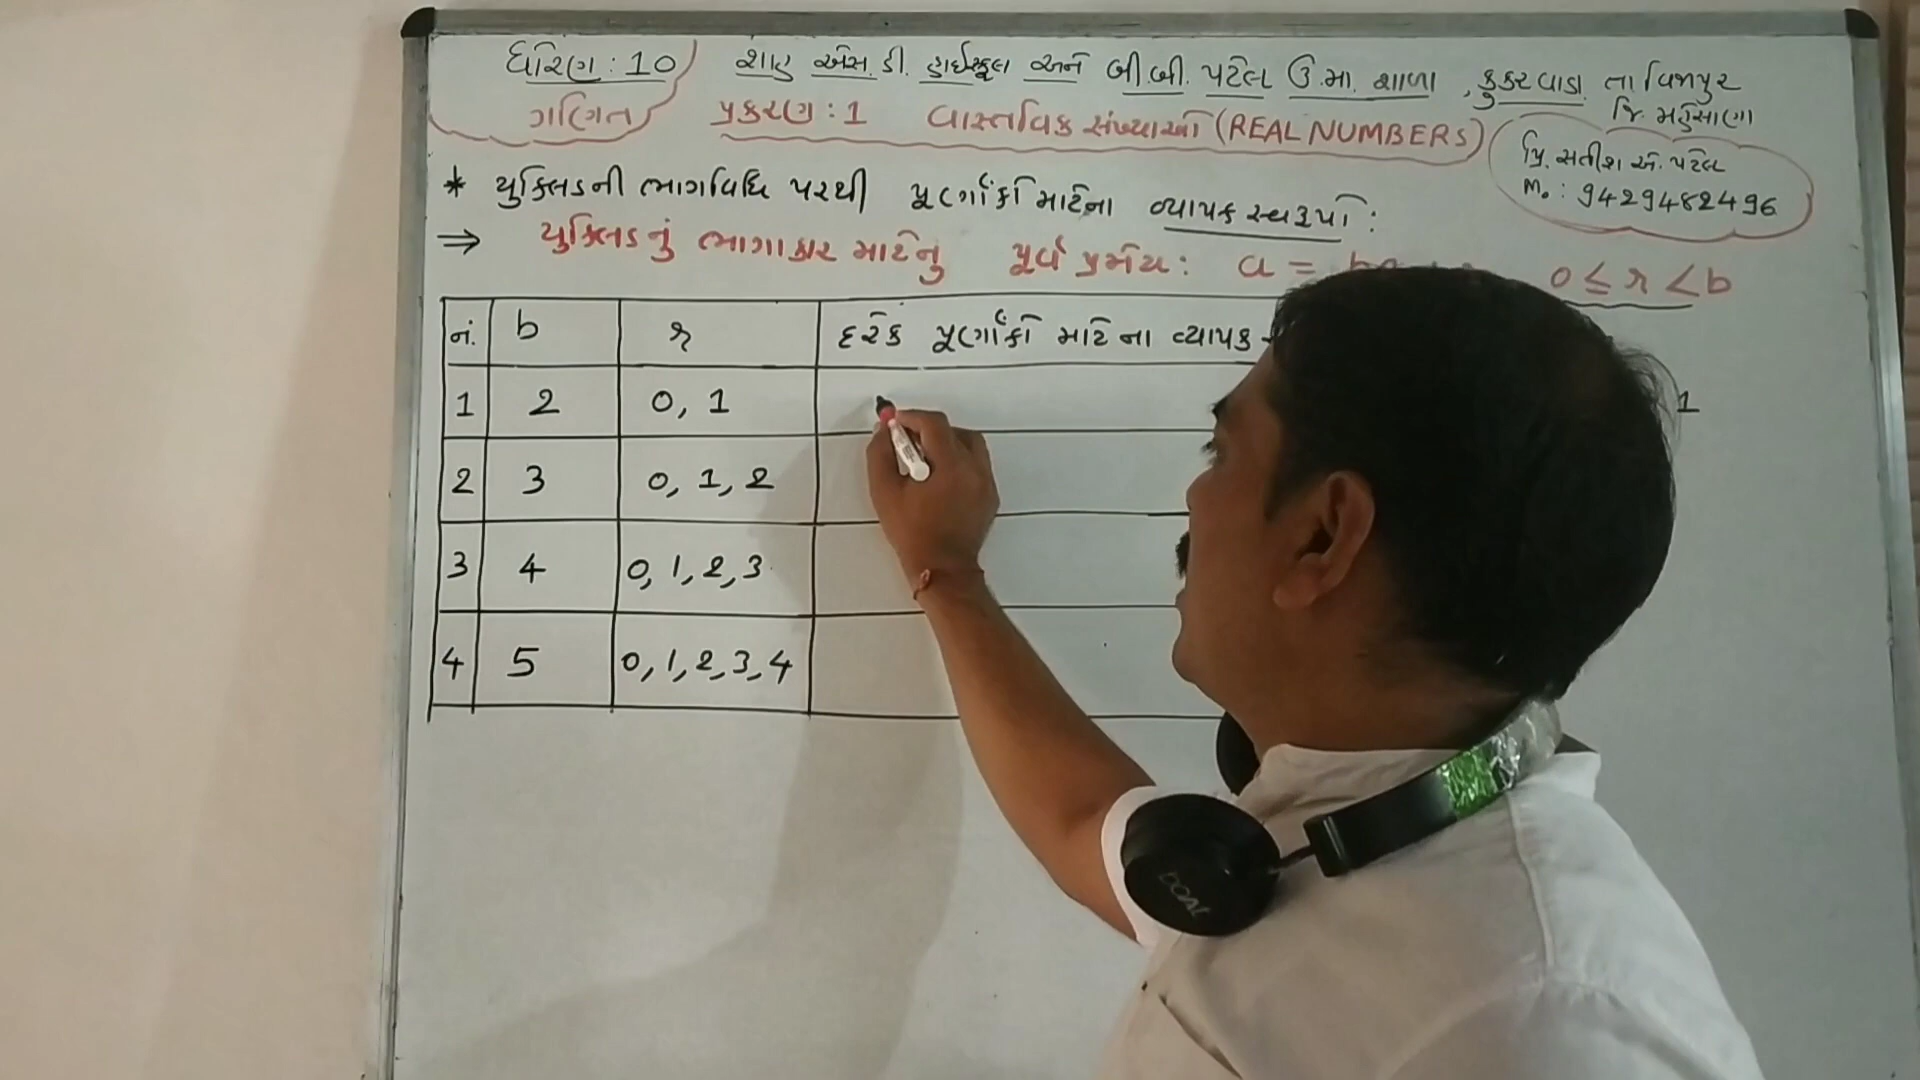 ધોરણ : 10 શાહ એસ.ડી. હાઈસ્કૂલ અને બી.બી. પટેલ ઉ.મા. શાળા, કુકરવાડા તા વિજાપુર
જિ. મહેસાણા
ગણિત પ્રકરણ : 1 વાસ્તવિક સંખ્યાઓ (REAL NUMBERS)
પ્રિ. સતીશ એ. પટેલ
M. : 9429482496
* યુક્લિડની ભાગવિધિ પરથી પૂર્ણાંકો માટેના વ્યાપક સ્વરૂપો :
⇒ યુક્લિડનું ભાગાકાર માટેનુ પૂર્વ પ્રમેય : a = 0 ≤ r < b
નં. b r દરેક પૂર્ણાંકો માટે ના વ્યાપક
1 2 0, 1 1
2 3 0, 1, 2
3 4 0, 1, 2, 3
4 5 0, 1, 2, 3, 4